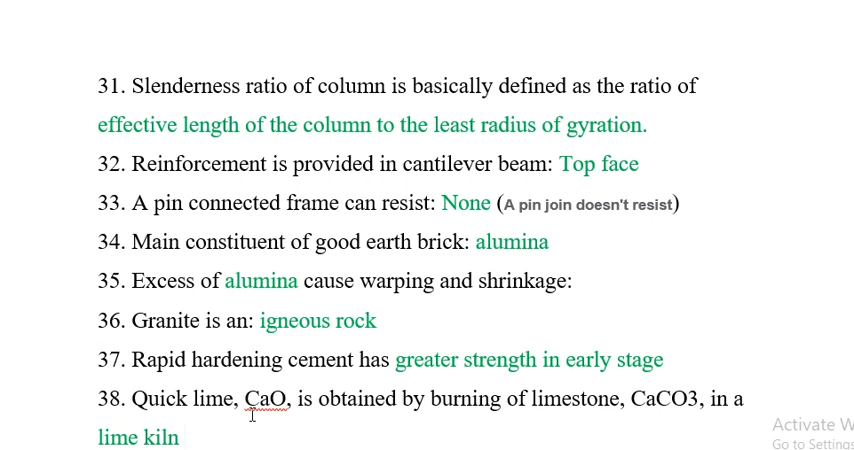 31. Slenderness ratio of column is basically defined as the ratio of
effective length of the column to the least radius of gyration.
32. Reinforcement is provided in cantilever beam: Top face
33. A pin connected frame can resist: None (A pin join doesn't resist)
34. Main constituent of good earth brick: alumina
35. Excess of alumina cause warping and shrinkage:
36. Granite is an: igneous rock
37. Rapid hardening cement has greater strength in early stage
38. Quick lime, CaO, is obtained by burning of limestone, CaCO3, in a
lime kiln
Activate W
Go to Settings